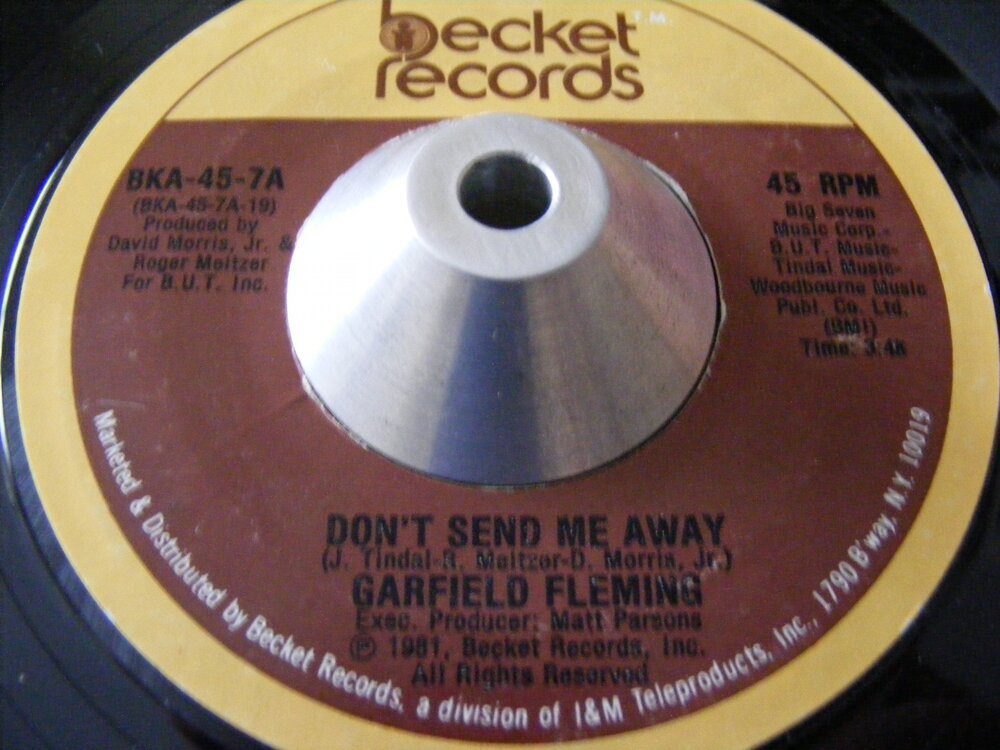 becket T.M.
records
BKA-45-7A
(BKA-45-7A-19)
Produced by
David Morris, Jr. &
Roger Meltzer
For B.U.T. Inc.
45 RPM
Big Seven
Music Corp.-
B.U.T. Music-
Tindal Music-
Woodbourne Music
Publ. Co. Ltd.
(BMI)
Time: 3:48
DON'T SEND ME AWAY
(J. Tindal-R. Meltzer-D. Morris, Jr.)
GARFIELD FLEMING
Exec. Producer: Matt Parsons
℗ 1981, Becket Records, Inc.
All Rights Reserved
Marketed & Distributed by Becket Records, a division of I&M Teleproducts, Inc., 1790 B'way, N.Y. 10019